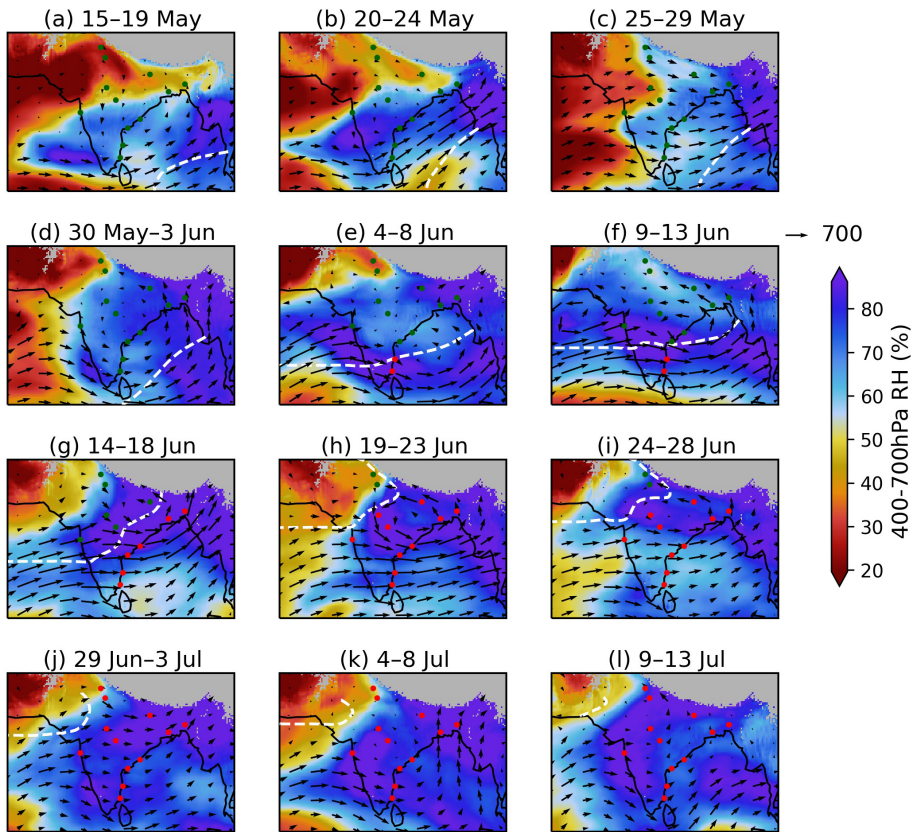 (a) 15–19 May
(b) 20–24 May
(c) 25–29 May
(d) 30 May–3 Jun
(e) 4–8 Jun
(f) 9–13 Jun
700
(g) 14–18 Jun
(h) 19–23 Jun
(i) 24–28 Jun
(j) 29 Jun–3 Jul
(k) 4–8 Jul
(l) 9–13 Jul
80
70
60
50
40
30
20
400-700hPa RH (%)